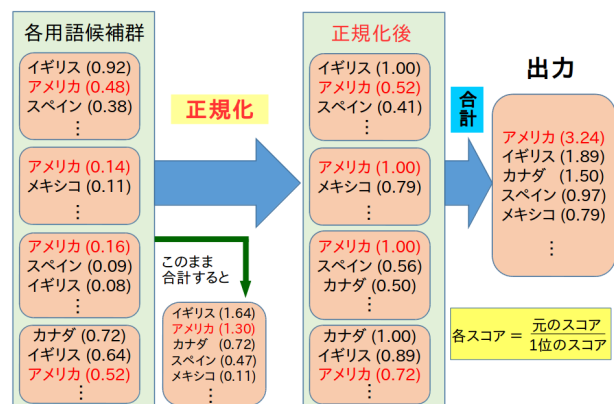 各用語候補群
イギリス (0.92)
アメリカ (0.48)
スペイン (0.38)
⋮
アメリカ (0.14)
メキシコ (0.11)
⋮
アメリカ (0.16)
スペイン (0.09)
イギリス (0.08)
⋮
カナダ (0.72)
イギリス (0.64)
アメリカ (0.52)
⋮
正規化
このまま
合計すると
イギリス (1.64)
アメリカ (1.30)
カナダ (0.72)
スペイン (0.47)
メキシコ (0.11)
⋮
正規化後
イギリス (1.00)
アメリカ (0.52)
スペイン (0.41)
⋮
アメリカ (1.00)
メキシコ (0.79)
⋮
アメリカ (1.00)
スペイン (0.56)
カナダ (0.50)
⋮
カナダ (1.00)
イギリス (0.89)
アメリカ (0.72)
⋮
合計
出力
アメリカ (3.24)
イギリス (1.89)
カナダ (1.50)
スペイン (0.97)
メキシコ (0.79)
⋮
各スコア = 元のスコア
1位のスコア